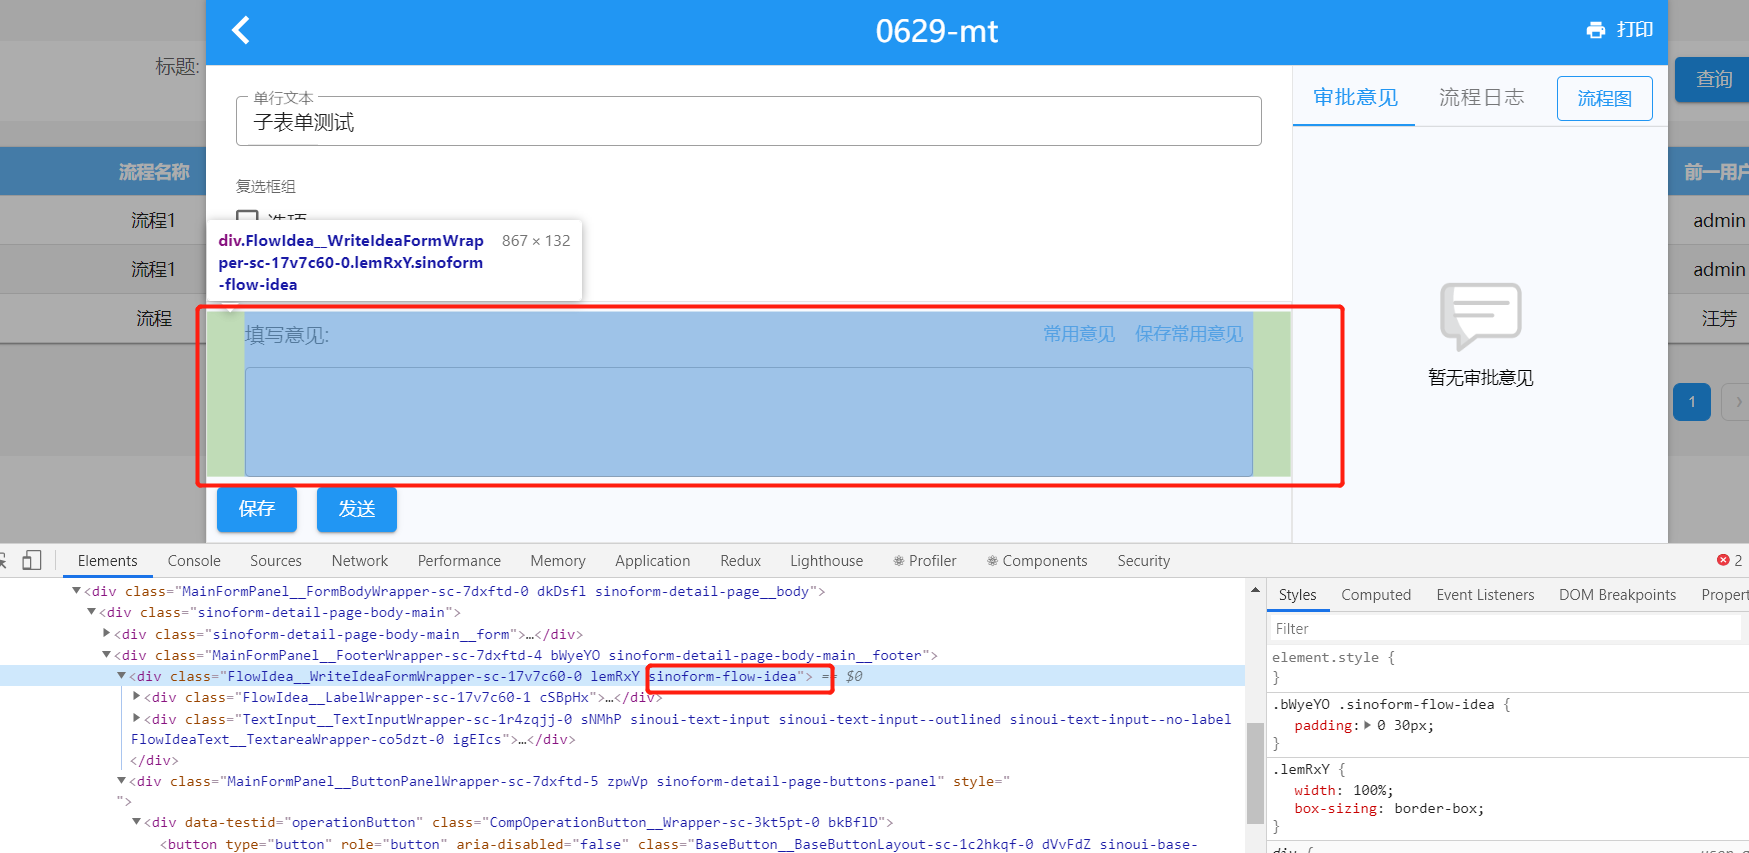 0629-mt
打印
标题:
查询
单行文本
子表单测试
审批意见
流程日志
流程图
流程名称
前一用户
复选框组
流程1
admin
div.FlowIdea__WriteIdeaFormWrap
per-sc-17v7c60-0.lemRxY.sinoform
-flow-idea
867 × 132
流程1
admin
流程
汪芳
填写意见:
常用意见
保存常用意见
暂无审批意见
1
保存
发送
Elements
Console
Sources
Network
Performance
Memory
Application
Redux
Lighthouse
Profiler
Components
Security
2
<div class="MainFormPanel__FormBodyWrapper-sc-7dxftd-0 dkDsfl sinoform-detail-page__body">
<div class="sinoform-detail-page-body-main">
<div class="sinoform-detail-page-body-main__form">…</div>
<div class="MainFormPanel__FooterWrapper-sc-7dxftd-4 bWyeYO sinoform-detail-page-body-main__footer">
<div class="FlowIdea__WriteIdeaFormWrapper-sc-17v7c60-0 lemRxY sinoform-flow-idea"> == $0
<div class="FlowIdea__LabelWrapper-sc-17v7c60-1 cSBpHx">…</div>
<div class="TextInput__TextInputWrapper-sc-1r4zqjj-0 sNMhP sinoui-text-input sinoui-text-input--outlined sinoui-text-input--no-label
FlowIdeaText__TextareaWrapper-co5dzt-0 igEIcs">…</div>
</div>
<div class="MainFormPanel__ButtonPanelWrapper-sc-7dxftd-5 zpwVp sinoform-detail-page-buttons-panel" style="
">
<div data-testid="operationButton" class="CompOperationButton__Wrapper-sc-3kt5pt-0 bkBflD">
<button type="button" role="button" aria-disabled="false" class="BaseButton__BaseButtonLayout-sc-1c2hkqf-0 dVvFdZ sinoui-base-
Styles
Computed
Event Listeners
DOM Breakpoints
Propert
Filter
element.style {
}
.bWyeYO .sinoform-flow-idea {
padding: 0 30px;
}
.lemRxY {
width: 100%;
box-sizing: border-box;
}